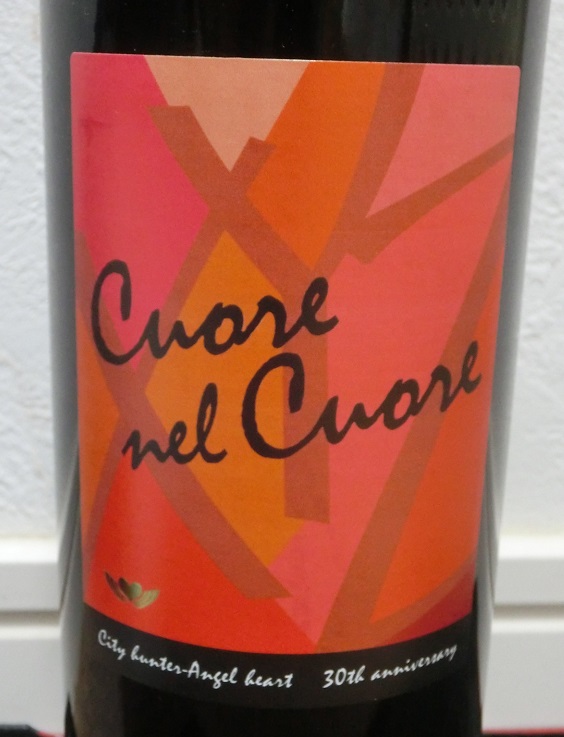 Cuore
nel Cuore
City hunter-Angel heart 30th anniversary